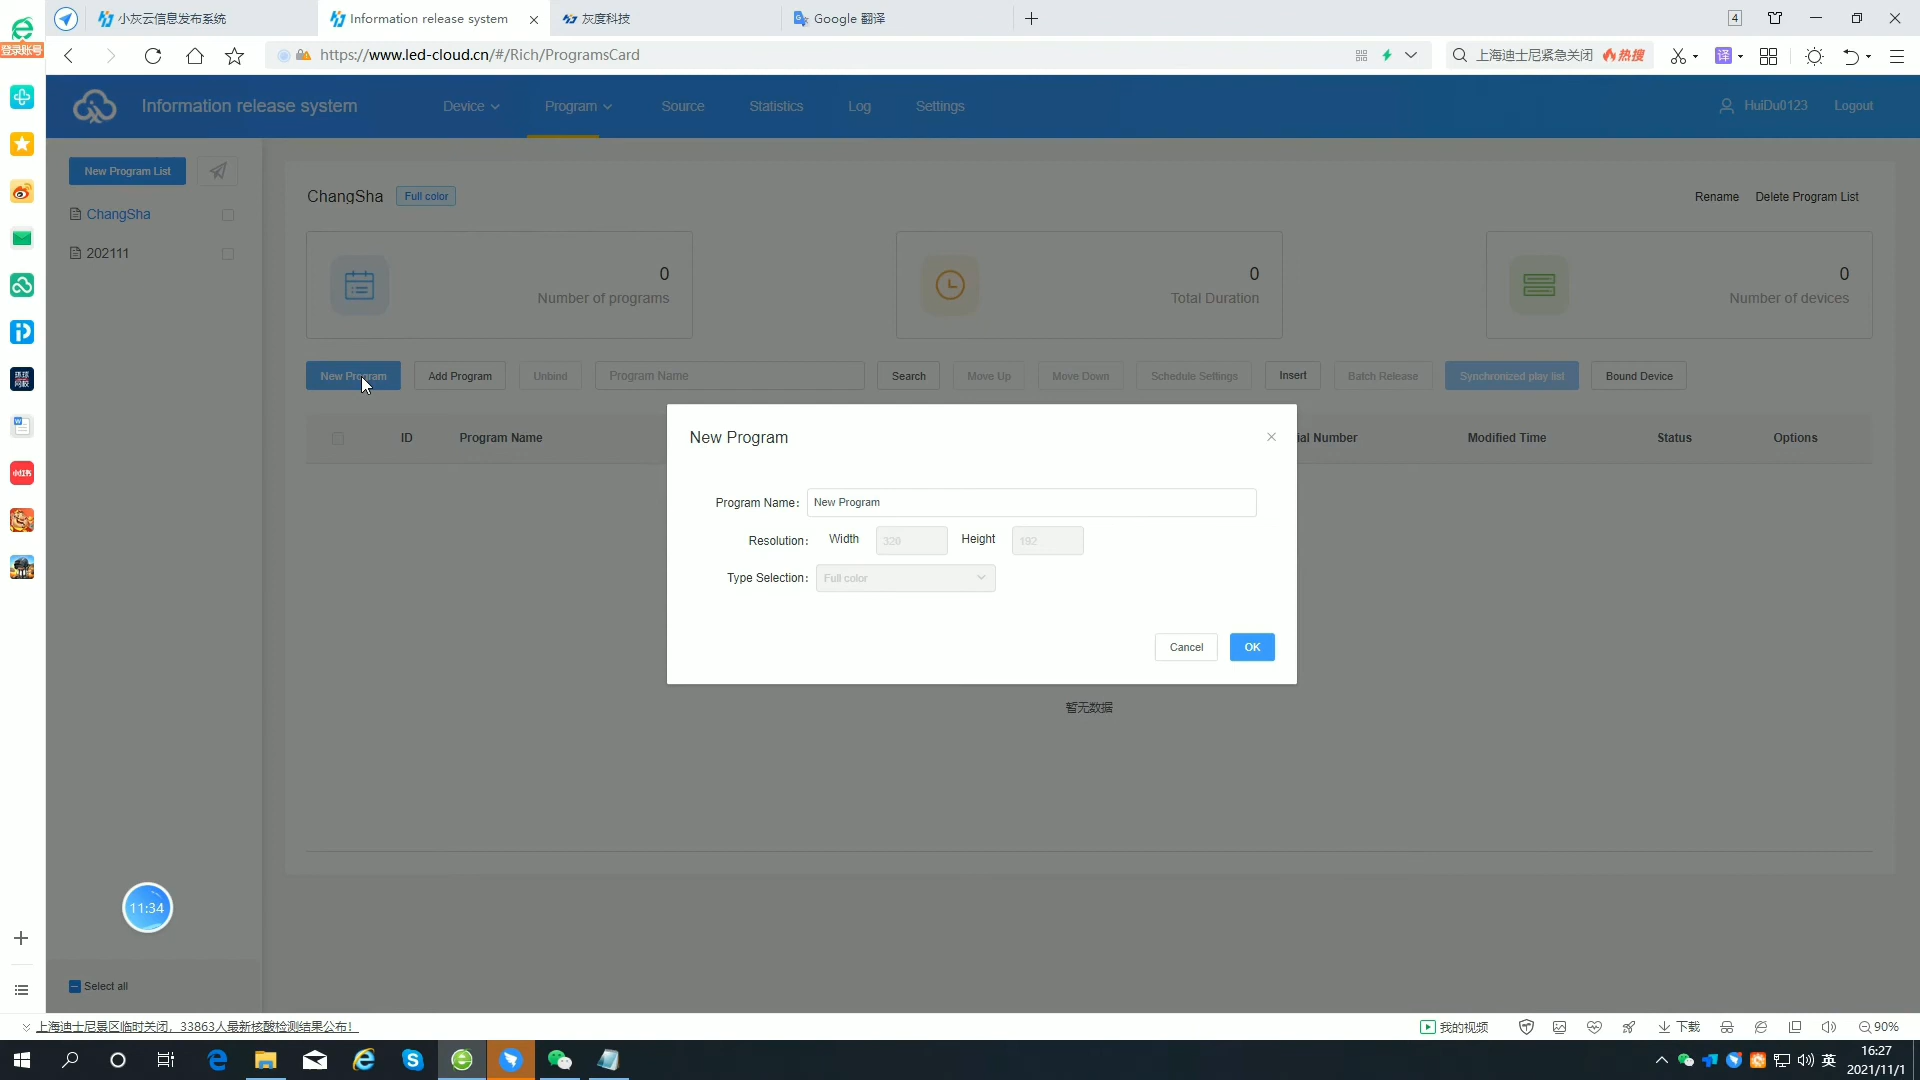 小灰云信息发布系统
Information release system
灰度科技
Google 翻译
4
登录账号
https://www.led-cloud.cn/#/Rich/ProgramsCard
上海迪士尼紧急关闭
热搜
译
Information release system
Device
Program
Source
Statistics
Log
Settings
HuiDu0123
Logout
New Program List
ChangSha
202111
ChangSha
Full color
Rename
Delete Program List
0
Number of programs
0
Total Duration
0
Number of devices
New Program
Add Program
Unbind
Program Name
Search
Move Up
Move Down
Schedule Settings
Insert
Batch Release
Synchronized play list
Bound Device
ID
Program Name
ial Number
Modified Time
Status
Options
New Program
Program Name:
New Program
Resolution:
Width
320
Height
192
Type Selection:
Full color
Cancel
OK
暂无数据
11:34
Select all
上海迪士尼景区临时关闭，33863人最新核酸检测结果公布！
我的视频
下载
90%
英
16:27
2021/11/1